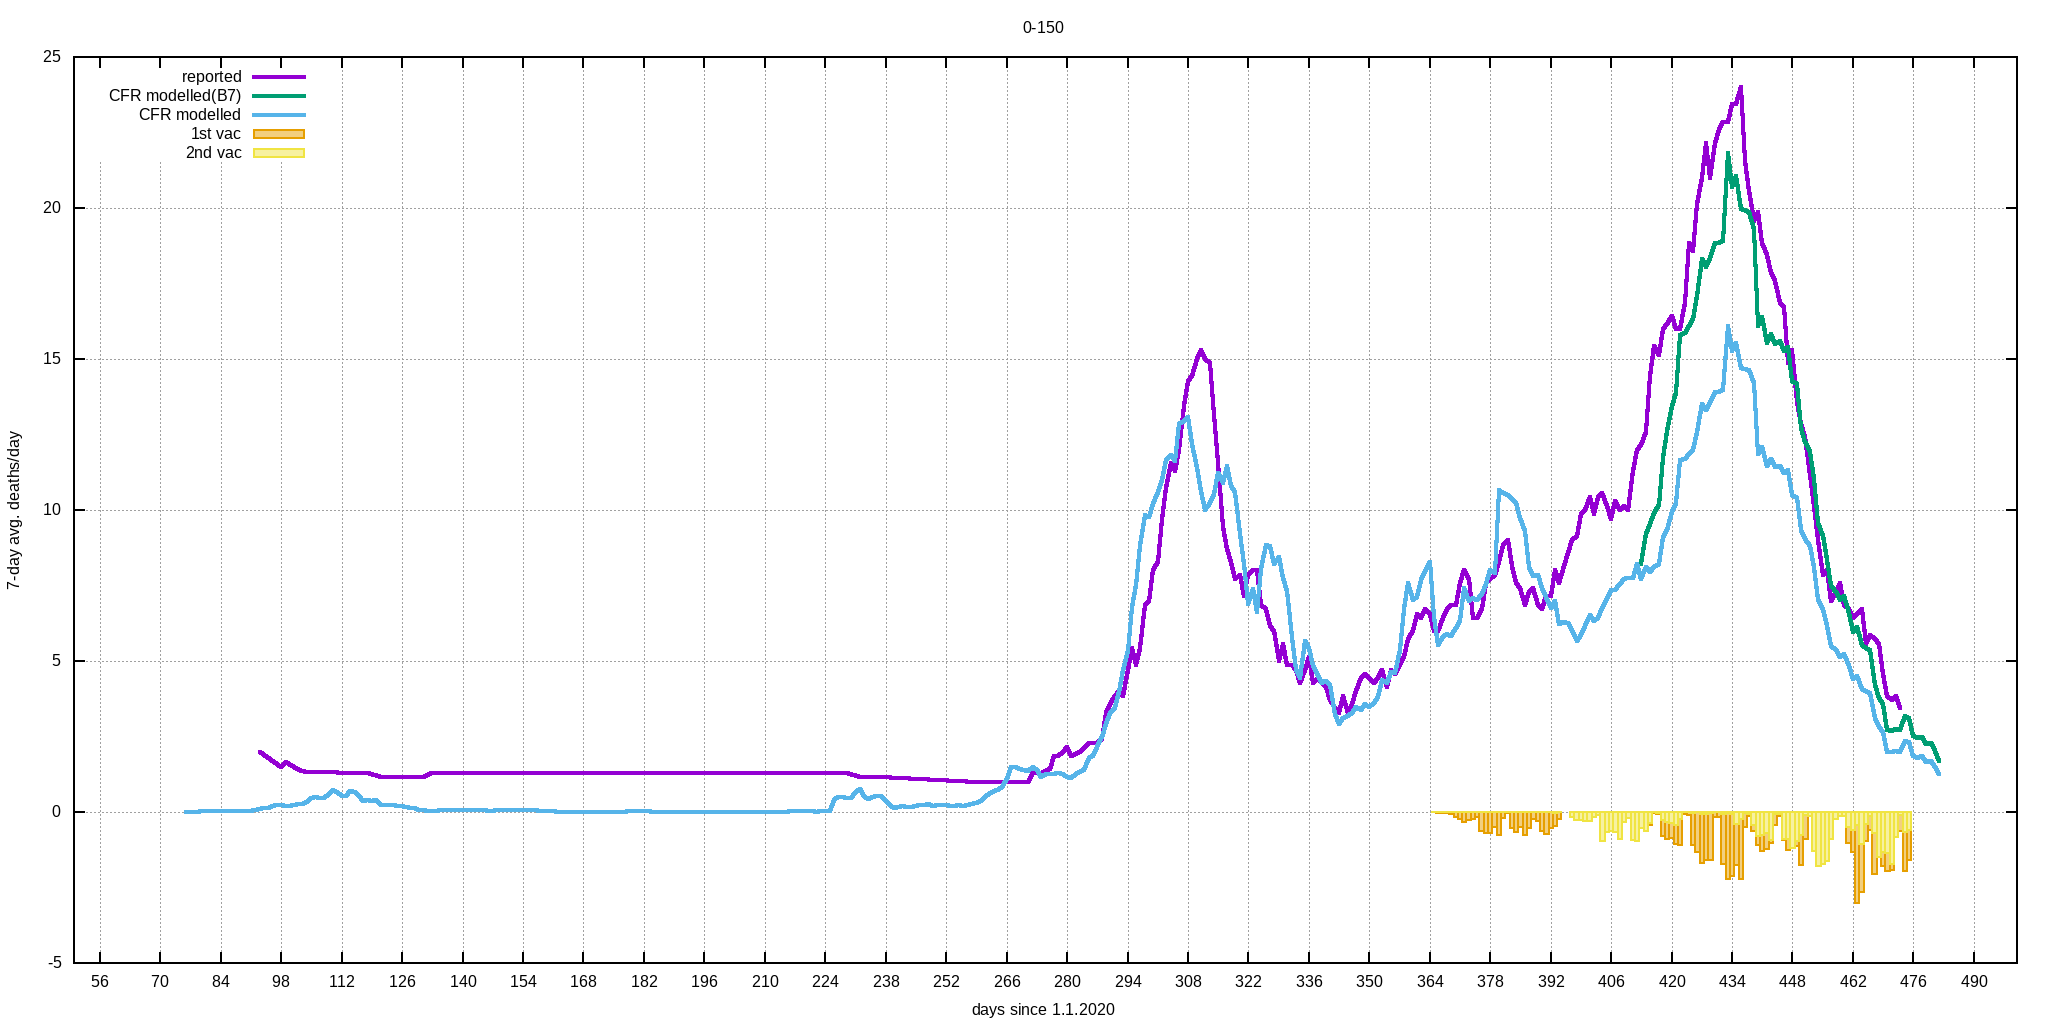 0-150
25
20
15
10
5
0
-5
7-day avg. deaths/day
reported
CFR modelled(B7)
CFR modelled
1st vac
2nd vac
56 70 84 98 112 126 140 154 168 182 196 210 224 238 252 266 280 294 308 322 336 350 364 378 392 406 420 434 448 462 476 490
days since 1.1.2020